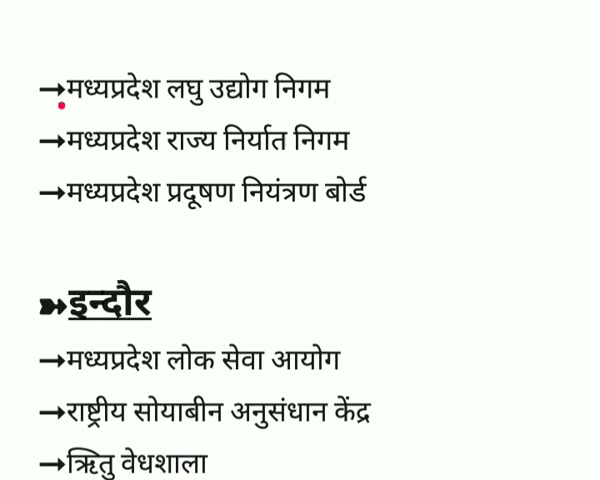 →मध्यप्रदेश लघु उद्योग निगम
→मध्यप्रदेश राज्य निर्यात निगम
→मध्यप्रदेश प्रदूषण नियंत्रण बोर्ड
➽इन्दौर
→मध्यप्रदेश लोक सेवा आयोग
→राष्ट्रीय सोयाबीन अनुसंधान केंद्र
→ऋितु वेधशाला